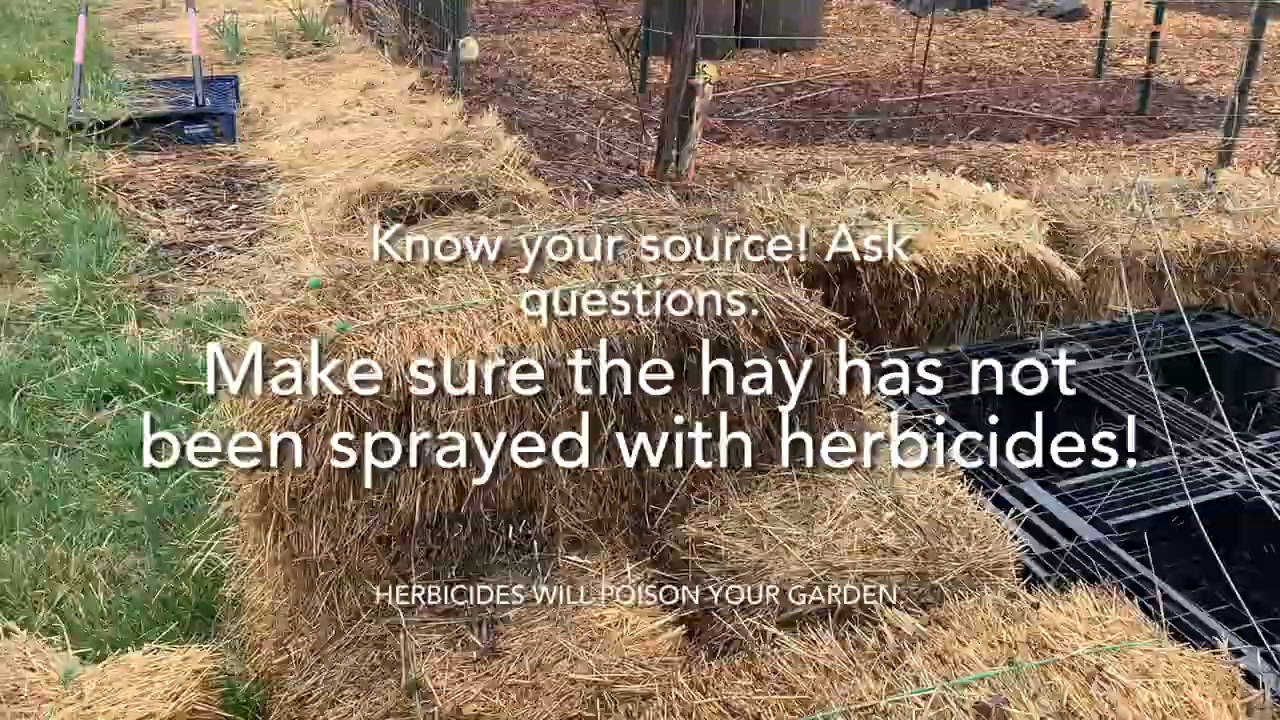 Know your source! Ask
questions.
Make sure the hay has not
been sprayed with herbicides!
HERBICIDES WILL POISON YOUR GARDEN.